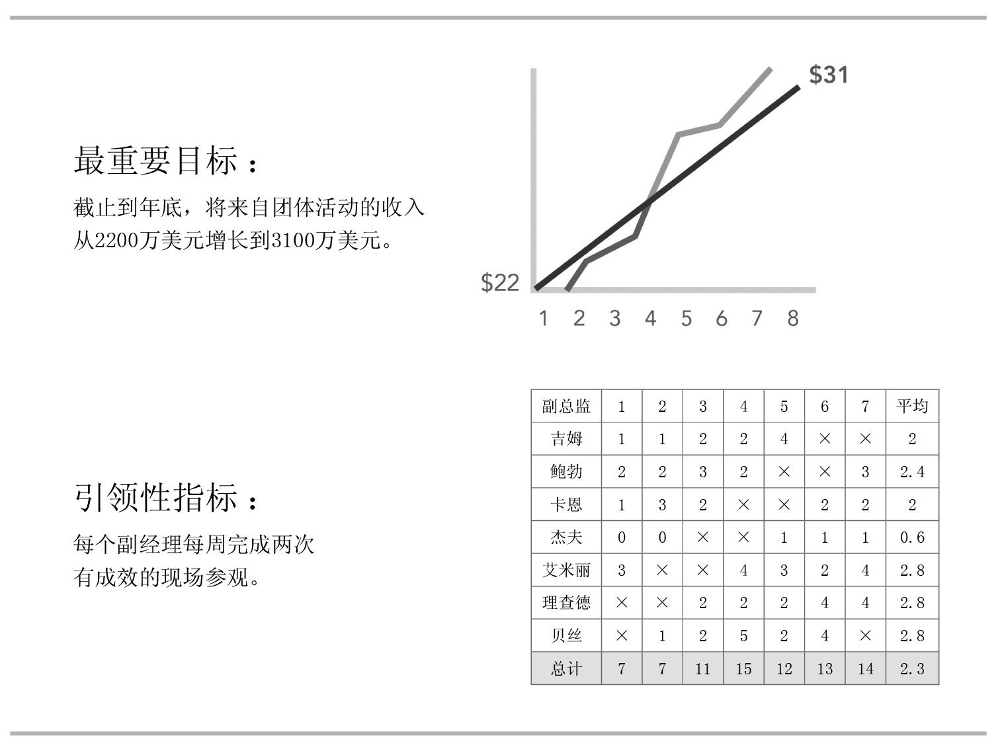 最重要目标：
截止到年底，将来自团体活动的收入
从2200万美元增长到3100万美元。
$31
$22
1 2 3 4 5 6 7 8
引领性指标：
每个副经理每周完成两次
有成效的现场参观。
副总监 1 2 3 4 5 6 7 平均
吉姆 1 1 2 2 4 × × 2
鲍勃 2 2 3 2 × × 3 2.4
卡恩 1 3 2 × × 2 2 2
杰夫 0 0 × × 1 1 1 0.6
艾米丽 3 × × 4 3 2 4 2.8
理查德 × × 2 2 2 4 4 2.8
贝丝 × 1 2 5 2 4 × 2.8
总计 7 7 11 15 12 13 14 2.3